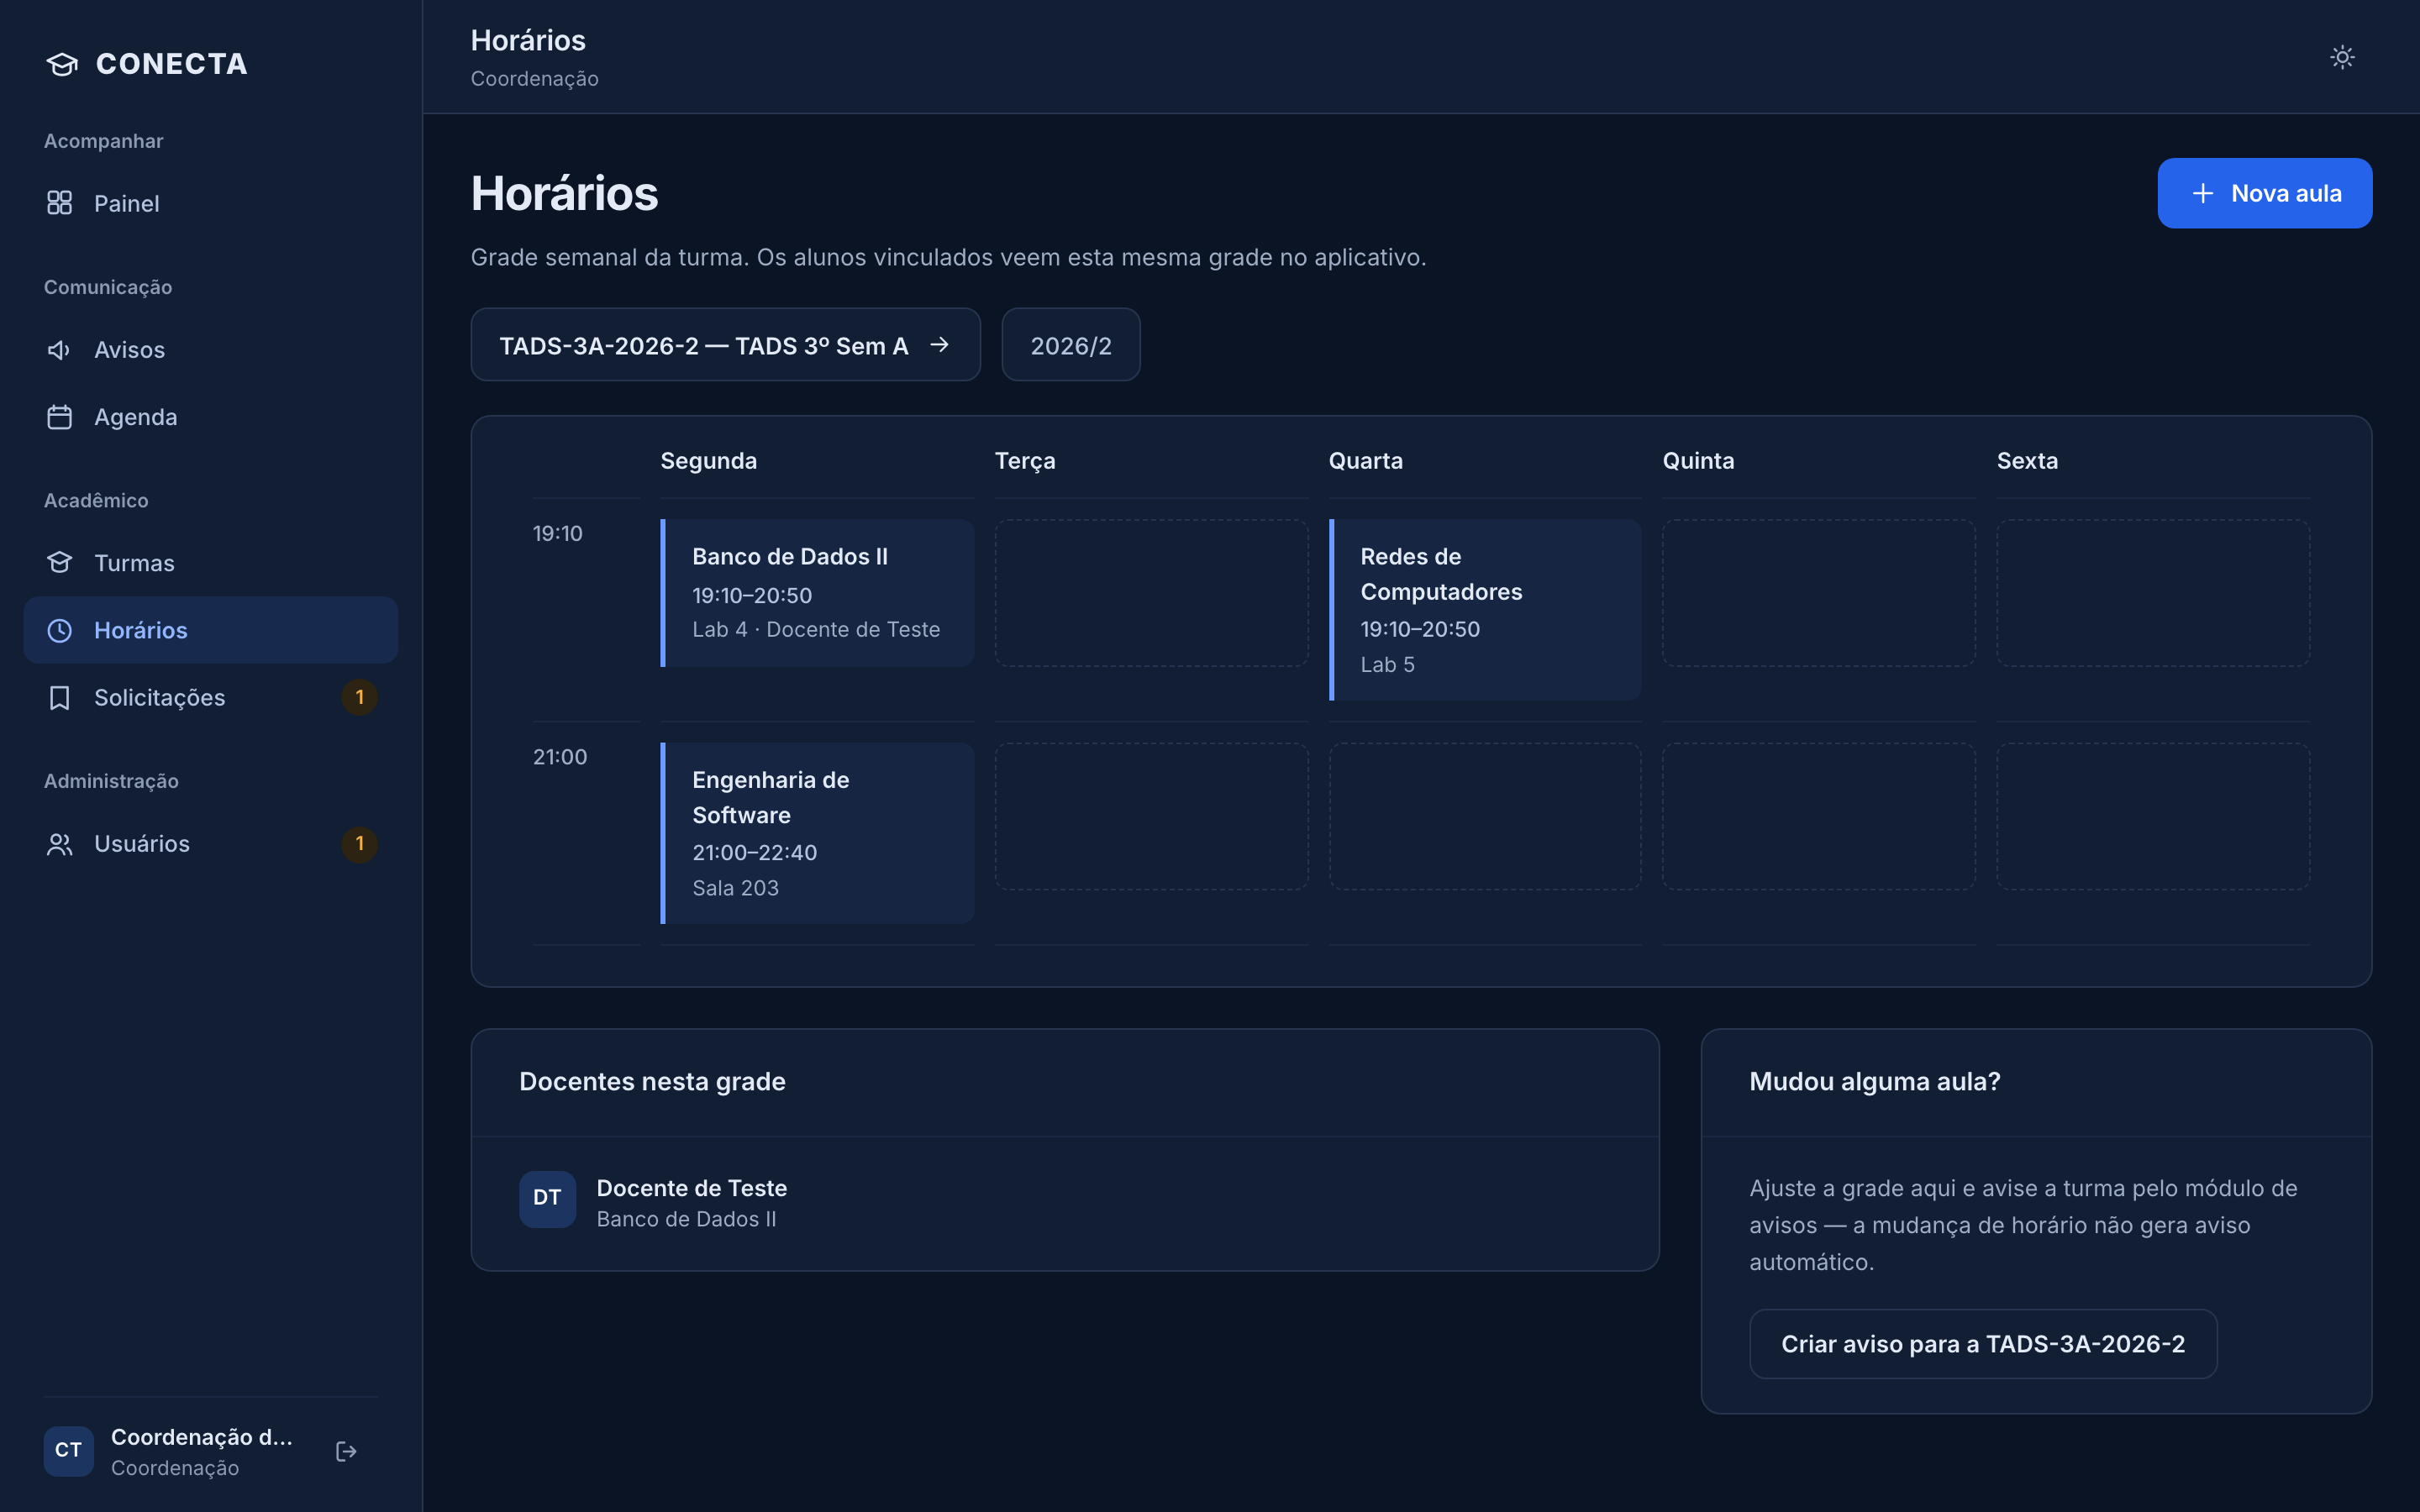 CONECTA
Acompanhar
Painel
Comunicação
Avisos
Agenda
Acadêmico
Turmas
Horários
Solicitações 1
Administração
Usuários 1
CT
Coordenação d...
Coordenação
Horários
Coordenação
Horários
Nova aula
Grade semanal da turma. Os alunos vinculados veem esta mesma grade no aplicativo.
TADS-3A-2026-2 — TADS 3º Sem A →
2026/2
Segunda Terça Quarta Quinta Sexta
19:10
Banco de Dados II
19:10–20:50
Lab 4 · Docente de Teste
Redes de
Computadores
19:10–20:50
Lab 5
21:00
Engenharia de
Software
21:00–22:40
Sala 203
Docentes nesta grade
DT
Docente de Teste
Banco de Dados II
Mudou alguma aula?
Ajuste a grade aqui e avise a turma pelo módulo de
avisos — a mudança de horário não gera aviso
automático.
Criar aviso para a TADS-3A-2026-2